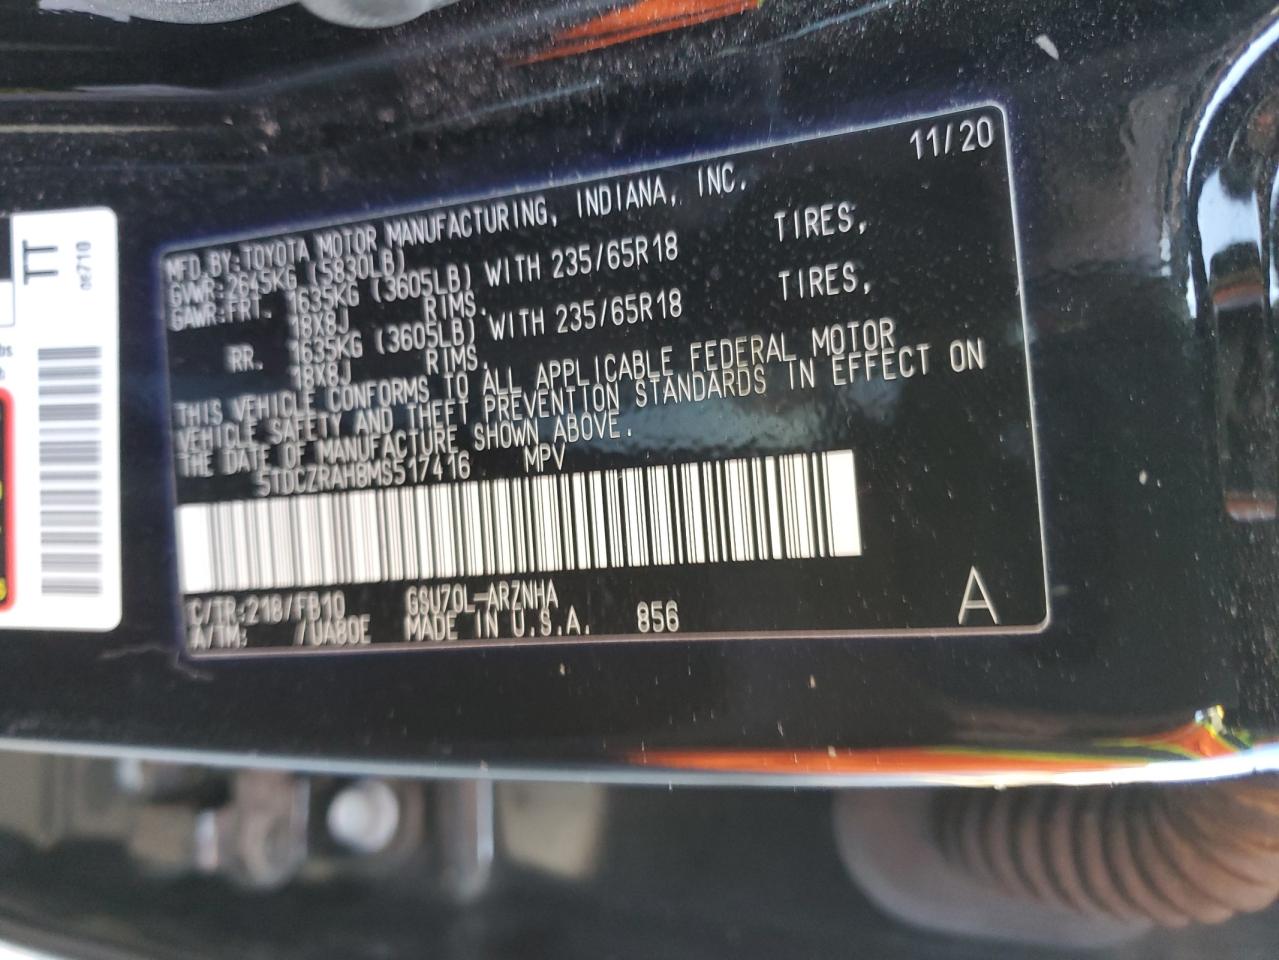 11/20
MFD.BY:TOYOTA MOTOR MANUFACTURING, INDIANA, INC.
GVWR:2645KG (5830LB)
GAWR:FRT. 1635KG (3605LB) WITH 235/65R18 TIRES,
18X8J RIMS.
RR. 1635KG (3605LB) WITH 235/65R18 TIRES,
18X8J RIMS.
THIS VEHICLE CONFORMS TO ALL APPLICABLE FEDERAL MOTOR
VEHICLE SAFETY AND THEFT PREVENTION STANDARDS IN EFFECT ON
THE DATE OF MANUFACTURE SHOWN ABOVE.
5TDCZRAH8MS517416 MPV
C/TR:218/FB10 GSU70L-ARZNHA
A/TM: /UA80E MADE IN U.S.A. 856
A
TT
0E710